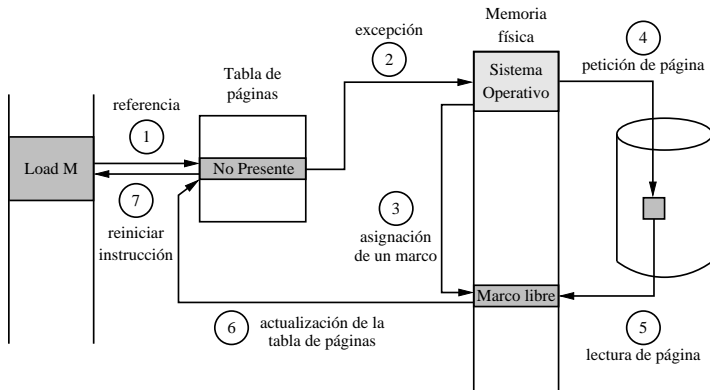 Memoria
física
excepción
2
4
petición de página
Tabla de
páginas
Sistema
Operativo
referencia
1
Load M
No Presente
7
reiniciar
instrucción
3
asignación
de un marco
Marco libre
6
actualización de la
tabla de páginas
5
lectura de página